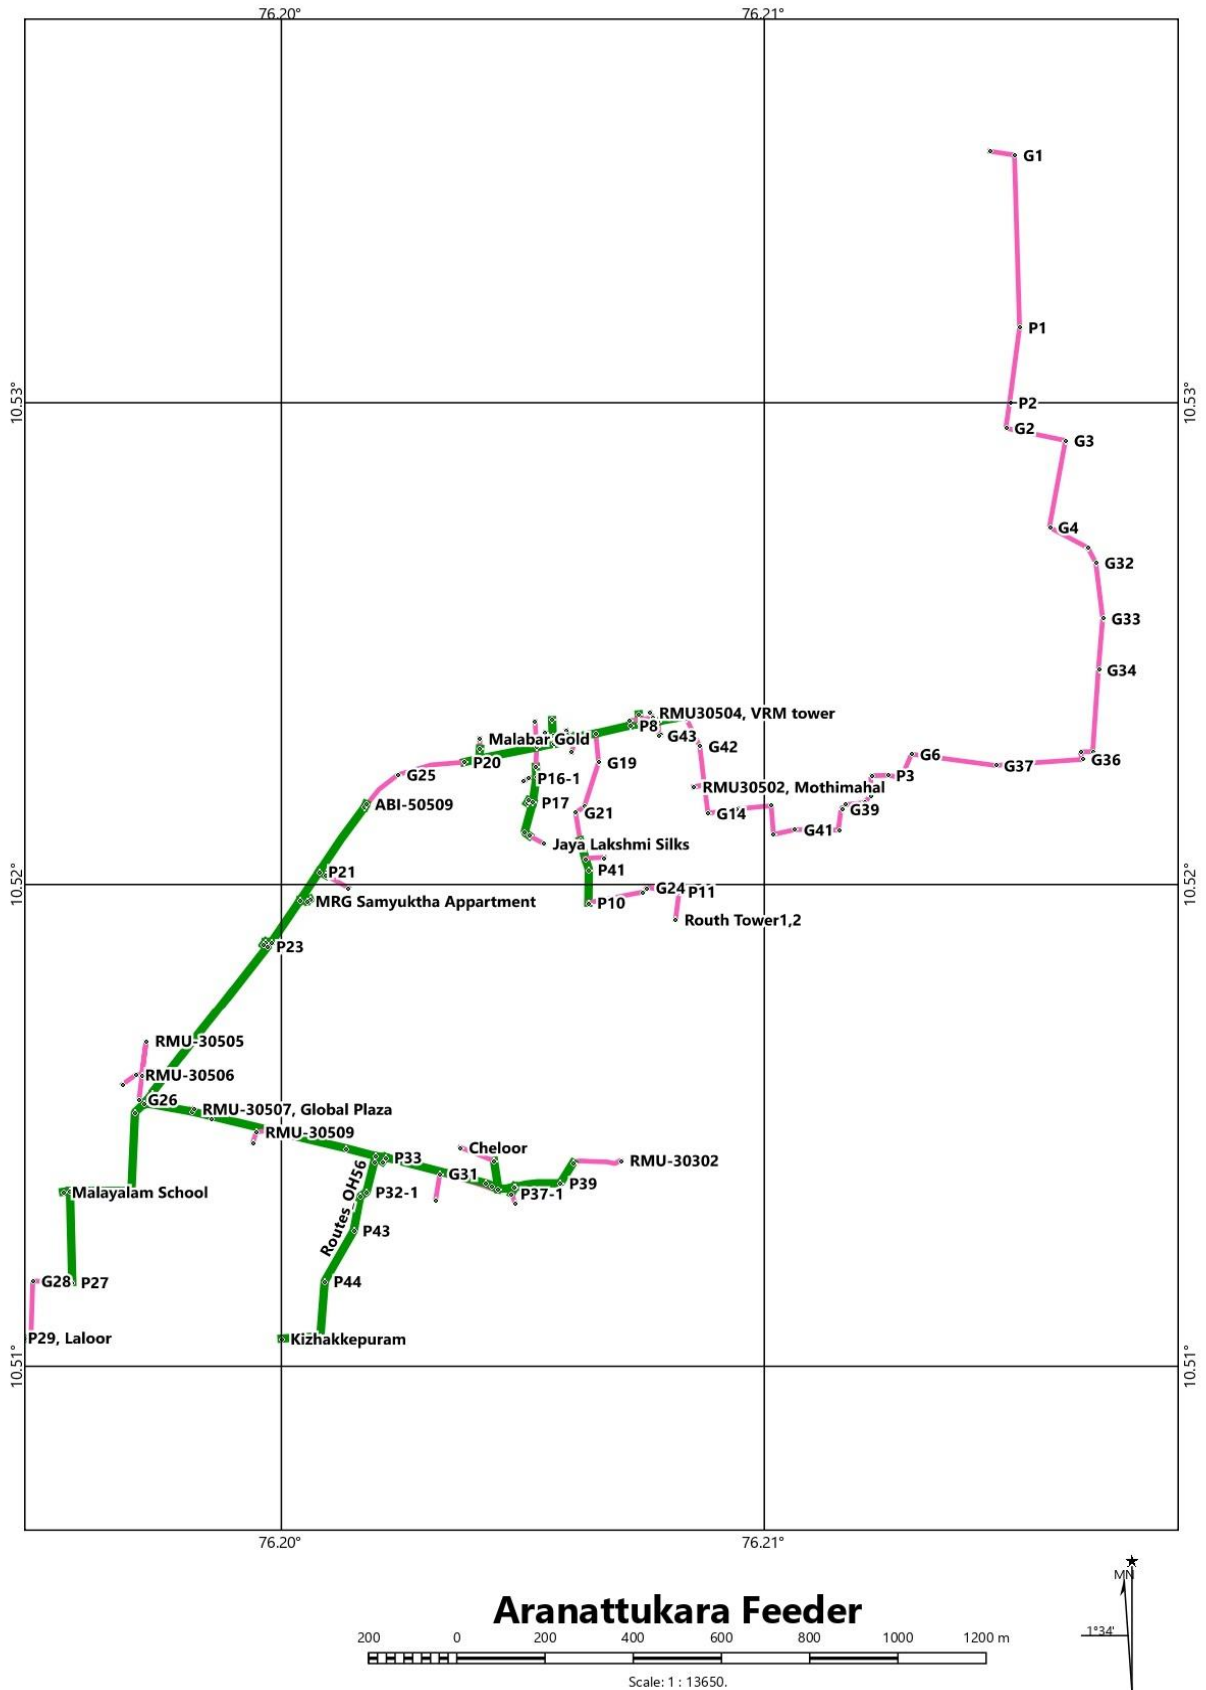 76.20°
76.21°
G1
P1
10.53°
P2
10.53°
G2
G3
G4
G32
G33
G34
RMU30504, VRM tower
P8
Malabar Gold
G43
G42
G6
G36
P20
G19
G37
G25
P16-1
P3
RMU30502, Mothimahal
ABI-50509
P17
G21
G14
G39
G41
Jaya Lakshmi Silks
P21
P41
10.52°
G24
P11
10.52°
MRG Samyuktha Appartment
P10
Routh Tower1,2
P23
RMU-30505
RMU-30506
G26
RMU-30507, Global Plaza
RMU-30509
Cheloor
P33
RMU-30302
G31
P39
Malayalam School
P32-1
P37-1
Routes_OH56
P43
G28
P27
P44
P29, Laloor
Kizhakkepuram
10.51°
10.51°
76.20°
76.21°
MN
1°34'
Aranattukara Feeder
200 0 200 400 600 800 1000 1200 m
Scale: 1 : 13650.